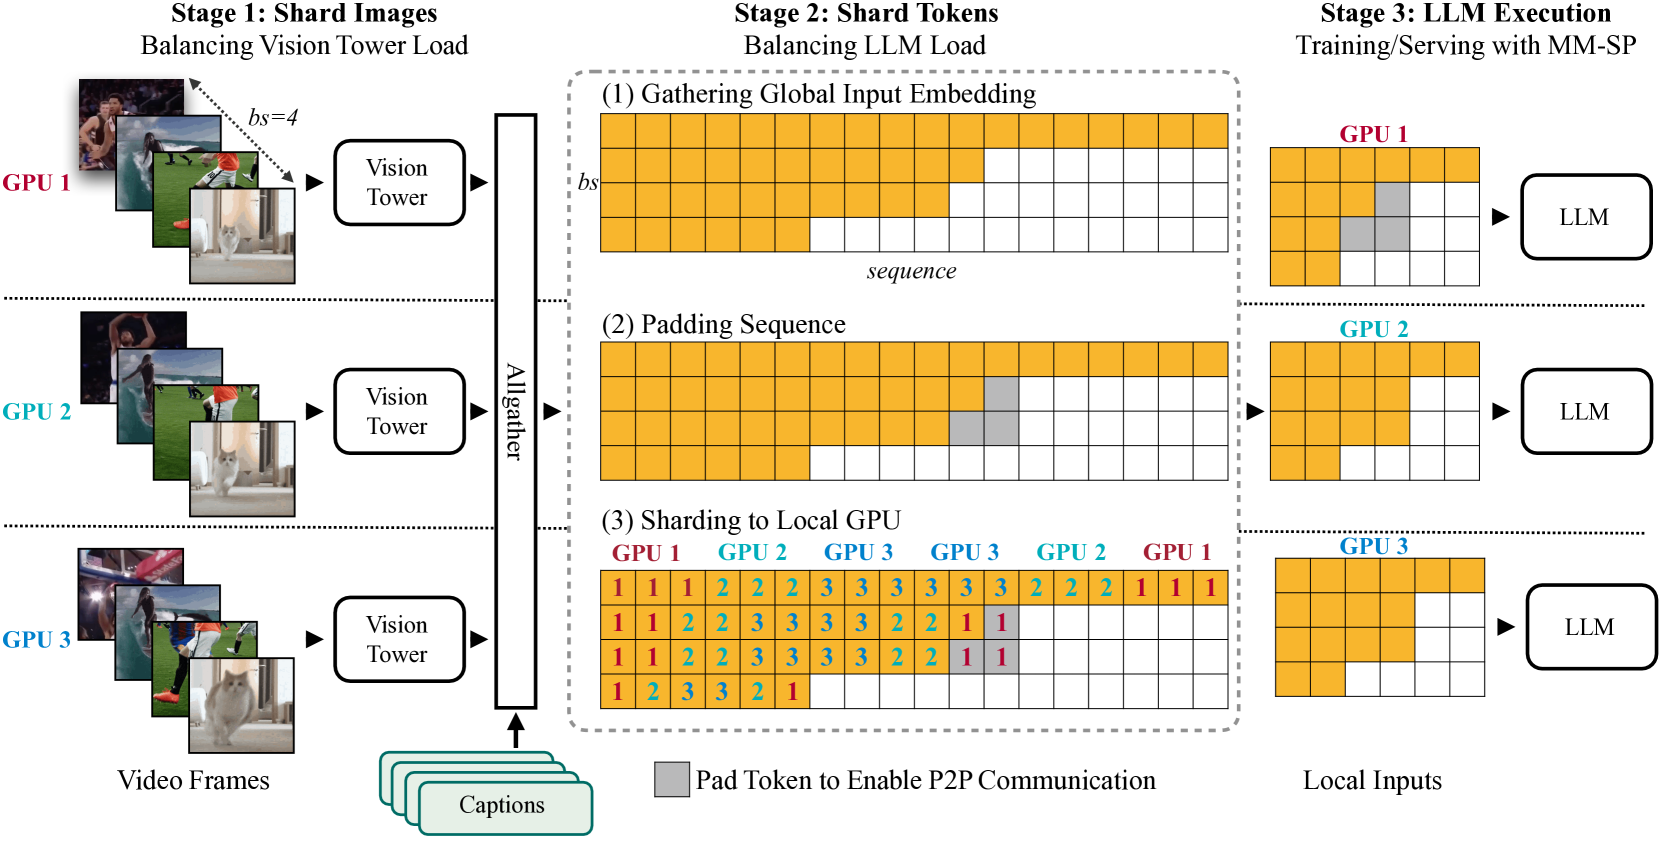 Stage 1: Shard Images
Balancing Vision Tower Load
Stage 2: Shard Tokens
Balancing LLM Load
Stage 3: LLM Execution
Training/Serving with MM-SP
bs=4
GPU 1
Vision
Tower
GPU 2
Vision
Tower
GPU 3
Vision
Tower
Video Frames
Allgather
Captions
(1) Gathering Global Input Embedding
bs
sequence
(2) Padding Sequence
(3) Sharding to Local GPU
GPU 1 GPU 2 GPU 3 GPU 3 GPU 2 GPU 1
1 1 1 2 2 2 3 3 3 3 3 3 2 2 2 1 1 1
1 1 2 2 3 3 3 3 2 2 1 1
1 1 2 2 3 3 3 3 2 2 1 1
1 2 3 3 2 1
Pad Token to Enable P2P Communication
GPU 1
LLM
GPU 2
LLM
GPU 3
LLM
Local Inputs